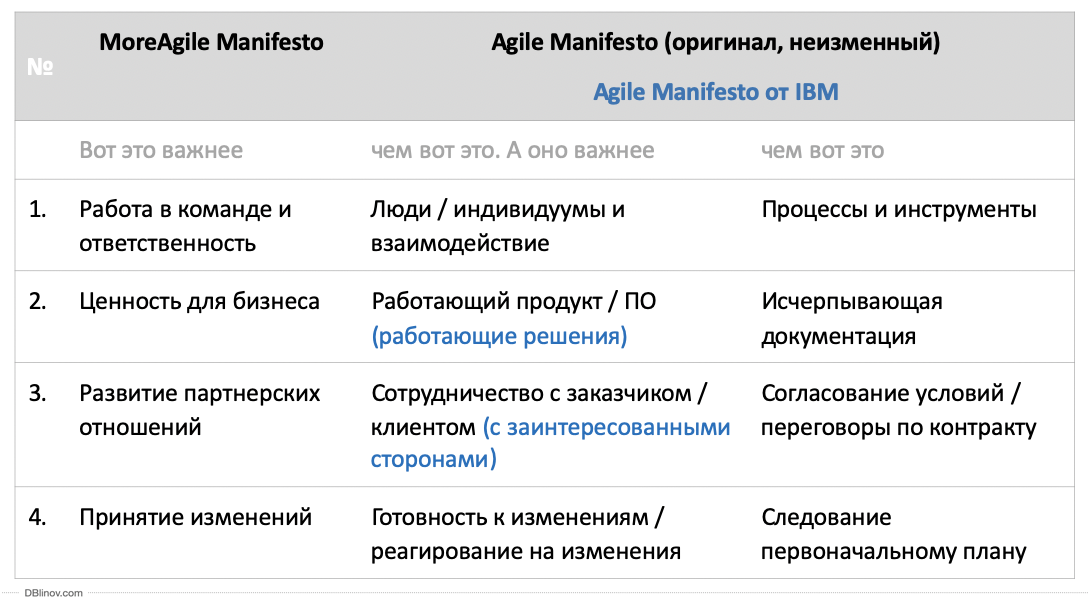 №
MoreAgile Manifesto
Agile Manifesto (оригинал, неизменный)
Agile Manifesto от IBM
Вот это важнее
чем вот это. А оно важнее
чем вот это
1.
Работа в команде и
ответственность
Люди / индивидуумы и
взаимодействие
Процессы и инструменты
2.
Ценность для бизнеса
Работающий продукт / ПО
(работающие решения)
Исчерпывающая
документация
3.
Развитие партнерских
отношений
Сотрудничество с заказчиком /
клиентом (с заинтересованными
сторонами)
Согласование условий /
переговоры по контракту
4.
Принятие изменений
Готовность к изменениям /
реагирование на изменения
Следование
первоначальному плану
DBlinov.com